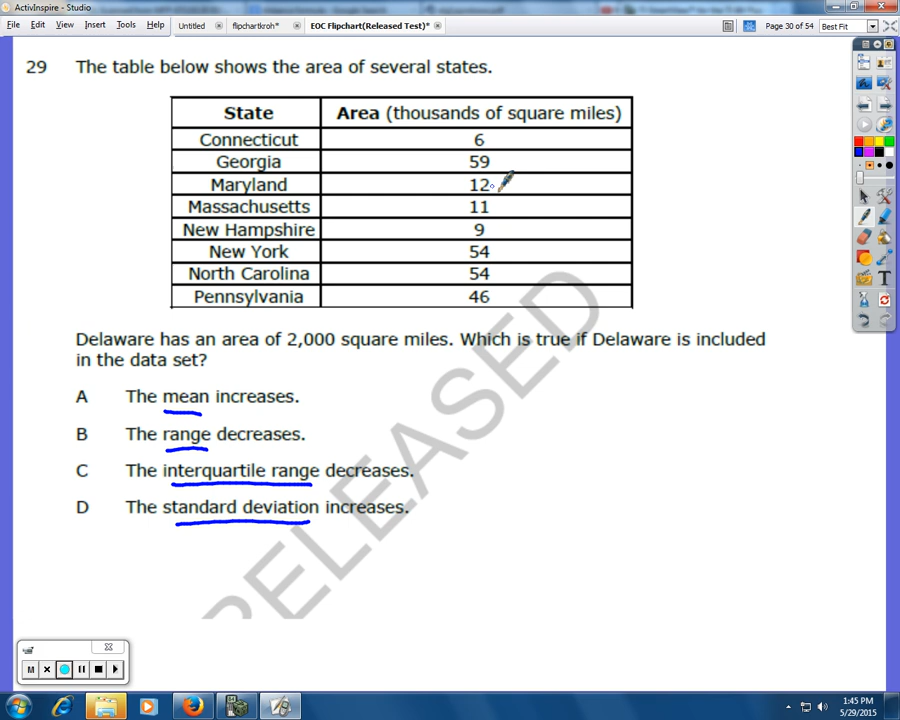 ActivInspire - Studio
File Edit View Insert Tools Help Untitled flipchartkroh* EOC Flipchart(Released Test)* Page 30 of 54 Best Fit
29 The table below shows the area of several states.
State Area (thousands of square miles)
Connecticut 6
Georgia 59
Maryland 12
Massachusetts 11
New Hampshire 9
New York 54
North Carolina 54
Pennsylvania 46
Delaware has an area of 2,000 square miles. Which is true if Delaware is included
in the data set?
A The mean increases.
B The range decreases.
C The interquartile range decreases.
D The standard deviation increases.
RELEASED
M
1:45 PM
5/29/2015